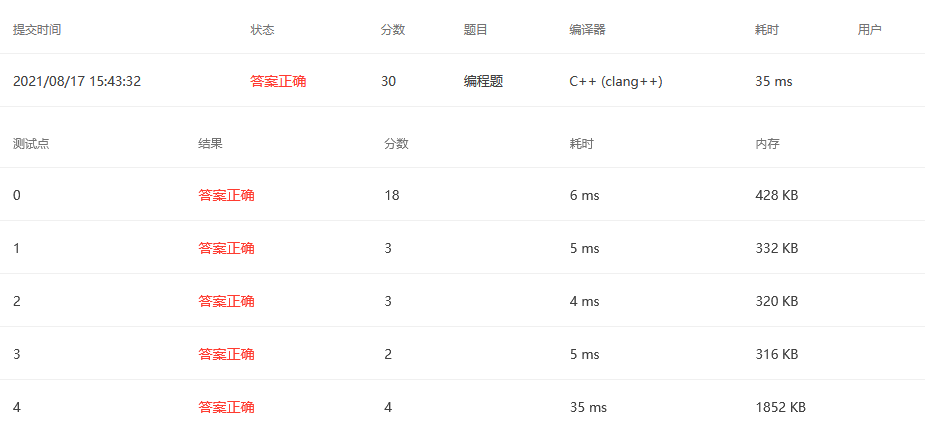 提交时间 状态 分数 题目 编译器 耗时 用户
2021/08/17 15:43:32 答案正确 30 编程题 C++ (clang++) 35 ms
测试点 结果 分数 耗时 内存
0 答案正确 18 6 ms 428 KB
1 答案正确 3 5 ms 332 KB
2 答案正确 3 4 ms 320 KB
3 答案正确 2 5 ms 316 KB
4 答案正确 4 35 ms 1852 KB